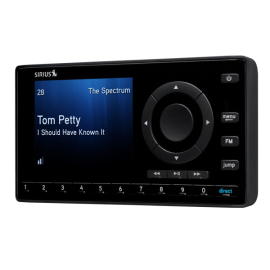 SIRIUS
28 The Spectrum
Tom Petty
I Should Have Known It
menu
FM
jump
1 2 3 4 5 6 7 8 9 0 direct